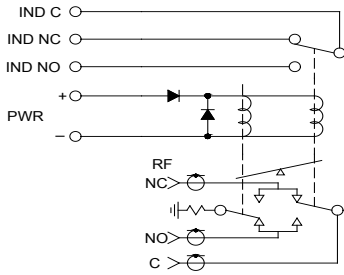 IND C
IND NC
IND NO
+
PWR
–
RF
NC
NO
C